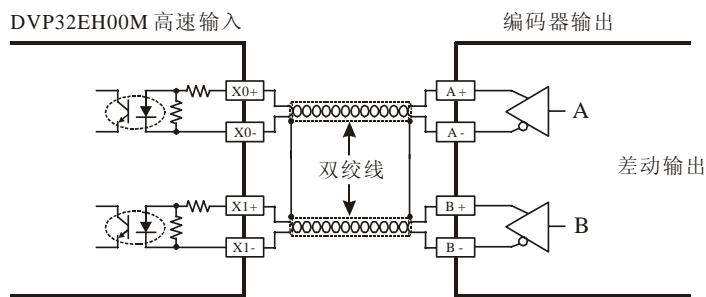 DVP32EH00M 高速输入
编码器输出
X0+
A +
A
X0-
A -
双绞线
差动输出
X1+
B +
B
X1-
B -